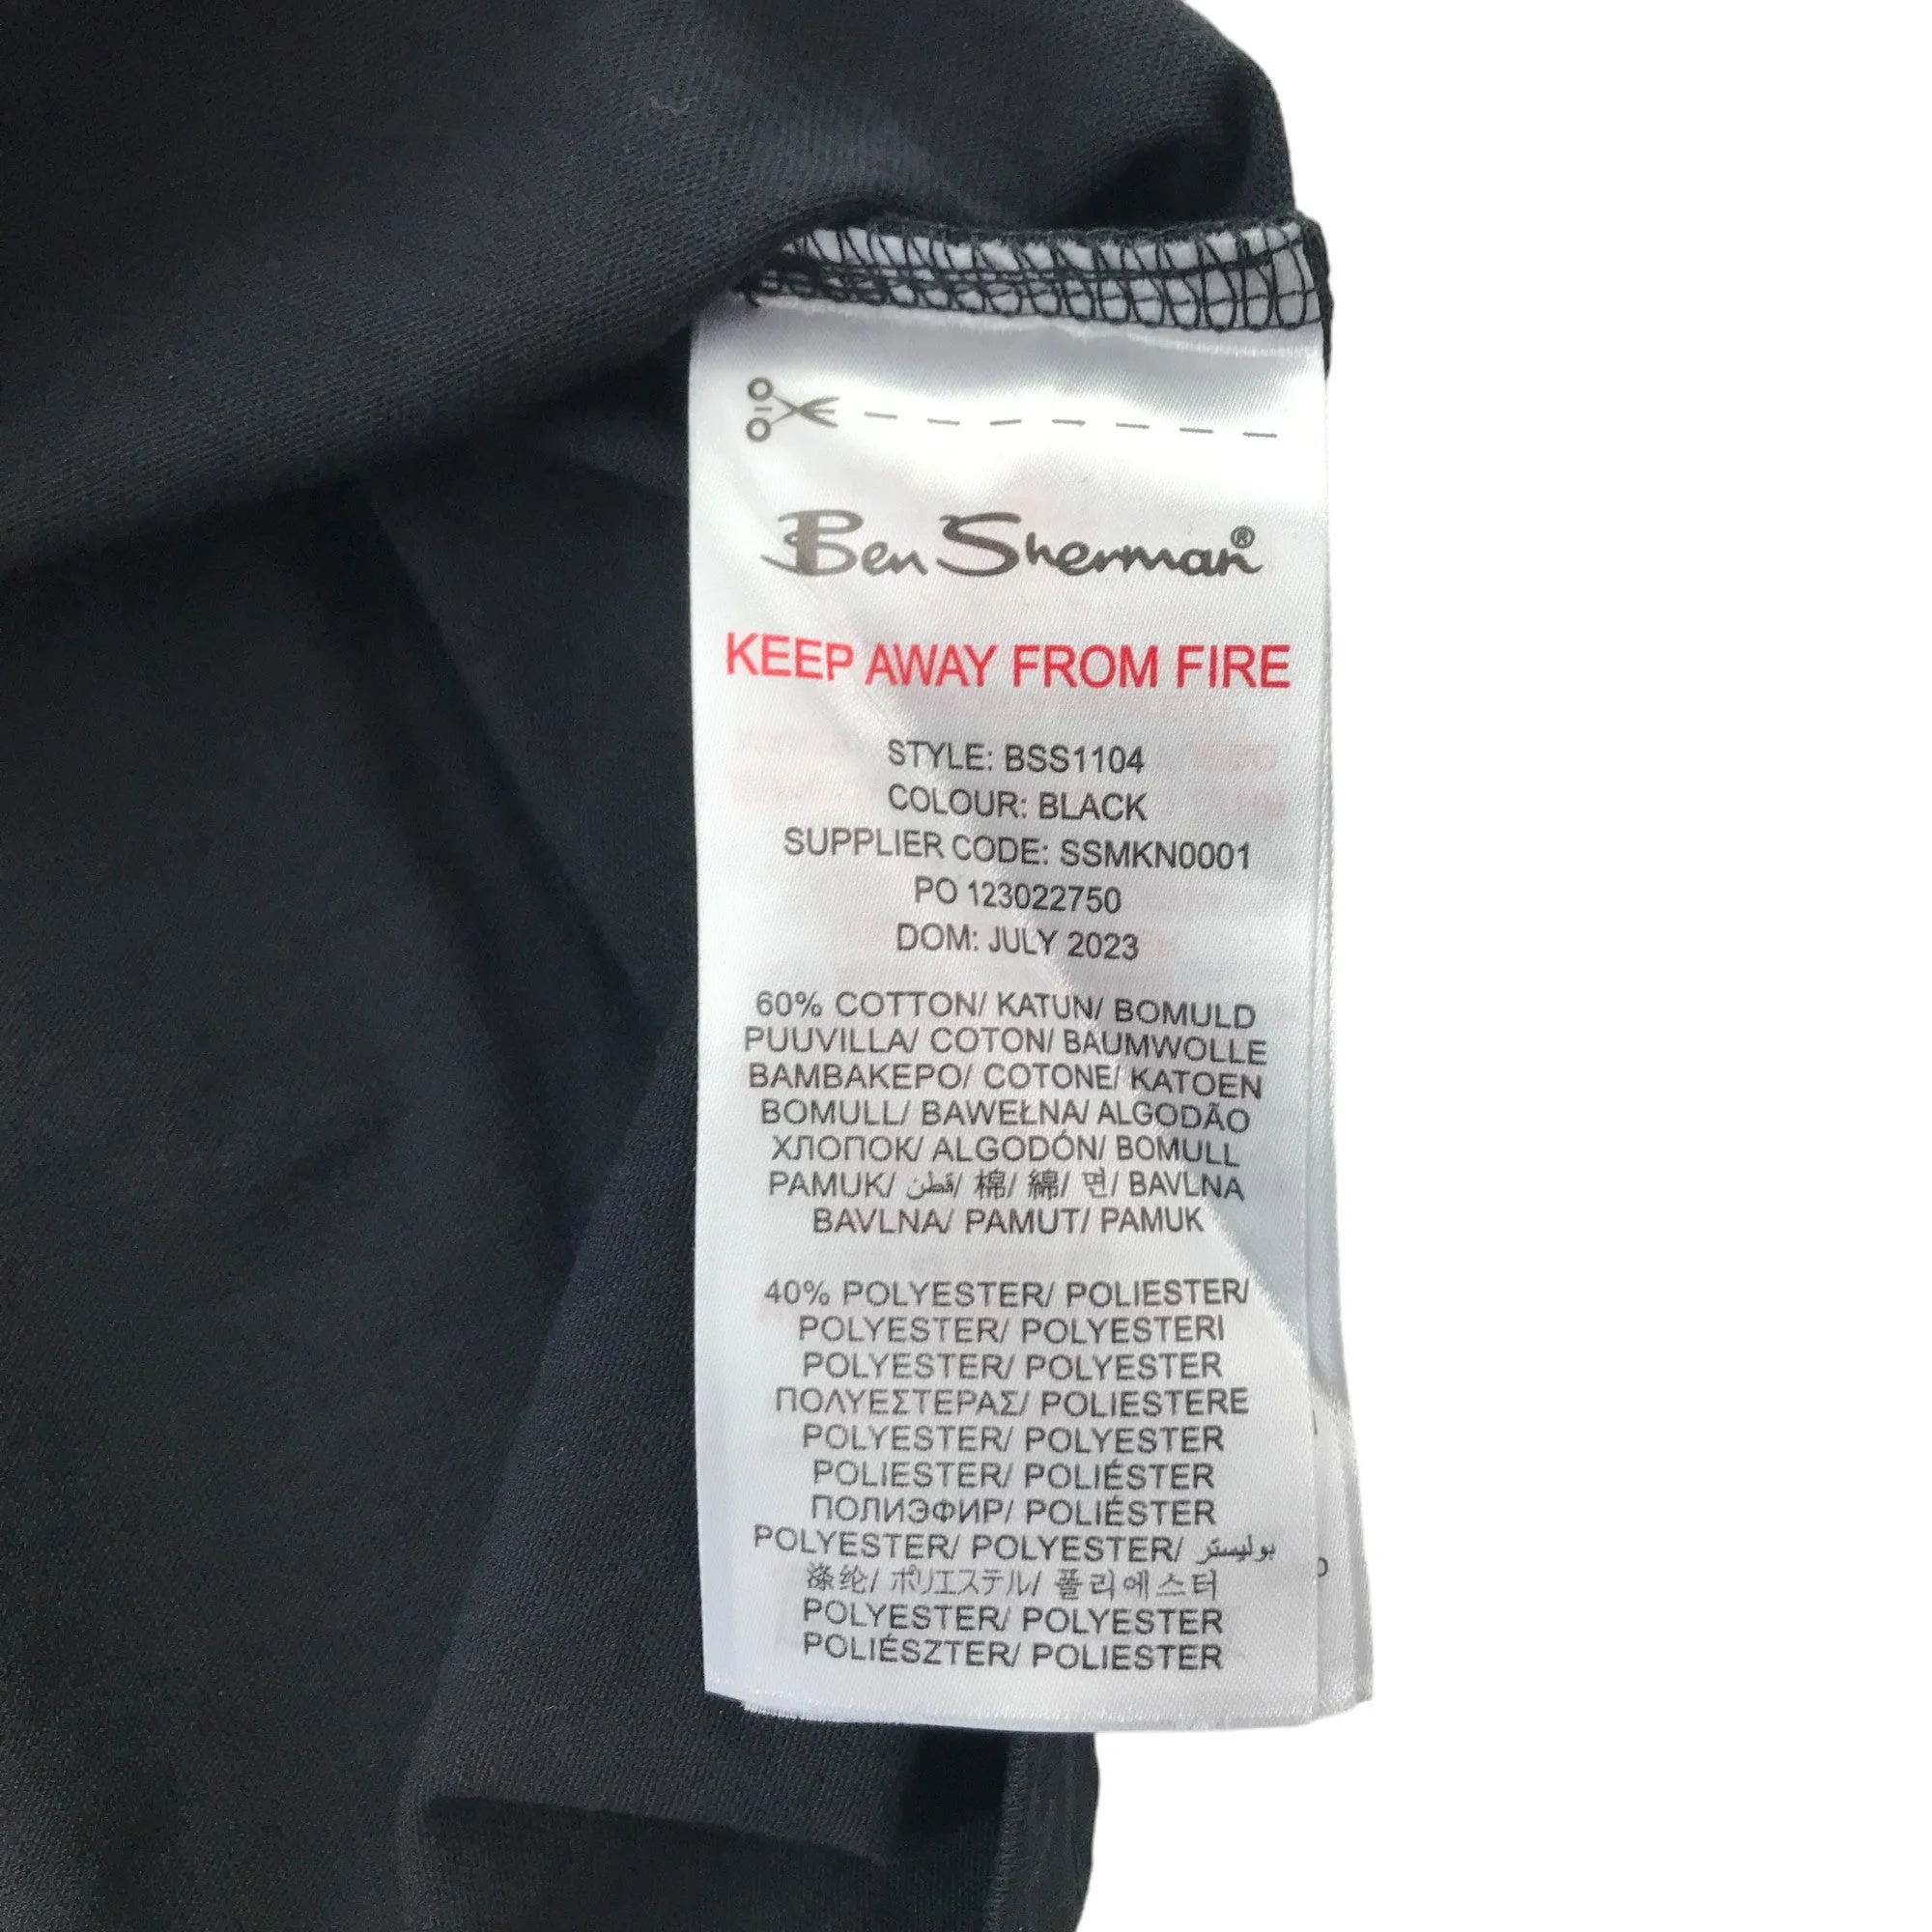 Ben Sherman®
KEEP AWAY FROM FIRE
STYLE: BSS1104
COLOUR: BLACK
SUPPLIER CODE: SSMKN0001
PO 123022750
DOM: JULY 2023
60% COTTON/ KATUN/ BOMULD
PUUVILLA/ COTON/ BAUMWOLLE
BAMBAKEPO/ COTONE/ KATOEN
BOMULL/ BAWEŁNA/ ALGODÃO
ХЛОПОК/ ALGODÓN/ BOMULL
PAMUK/ قطن/ 棉/ 綿/ 면/ BAVLNA
BAVLNA/ PAMUT/ PAMUK
40% POLYESTER/ POLIESTER/
POLYESTER/ POLYESTERI
POLYESTER/ POLYESTER
ΠΟΛΥΕΣΤΕΡΑΣ/ POLIESTERE
POLYESTER/ POLYESTER
POLIESTER/ POLIÉSTER
ПОЛИЭФИР/ POLIÉSTER
POLYESTER/ POLYESTER/ بوليستر
涤纶/ ポリエステル/ 폴리에스터
POLYESTER/ POLYESTER
POLIÉSZTER/ POLIESTER